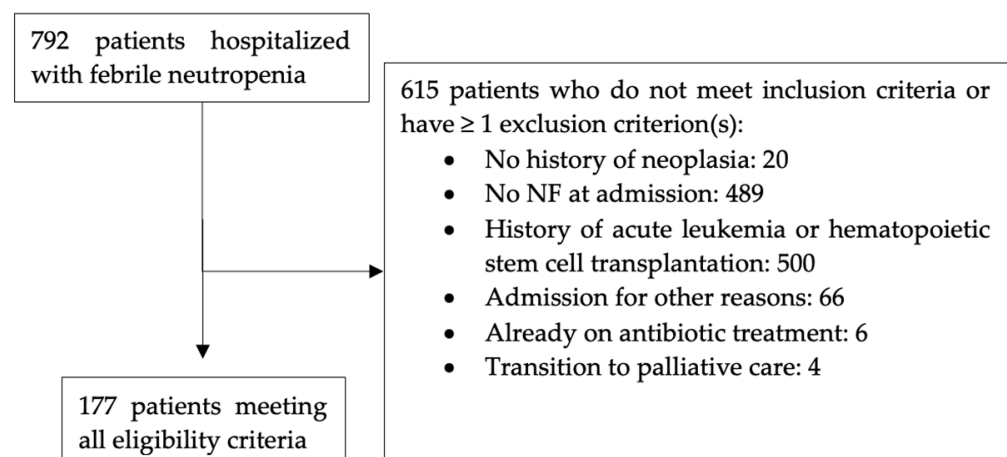 792 patients hospitalized
with febrile neutropenia
615 patients who do not meet inclusion criteria or
have ≥ 1 exclusion criterion(s):
• No history of neoplasia: 20
• No NF at admission: 489
• History of acute leukemia or hematopoietic
stem cell transplantation: 500
• Admission for other reasons: 66
• Already on antibiotic treatment: 6
• Transition to palliative care: 4
177 patients meeting
all eligibility criteria